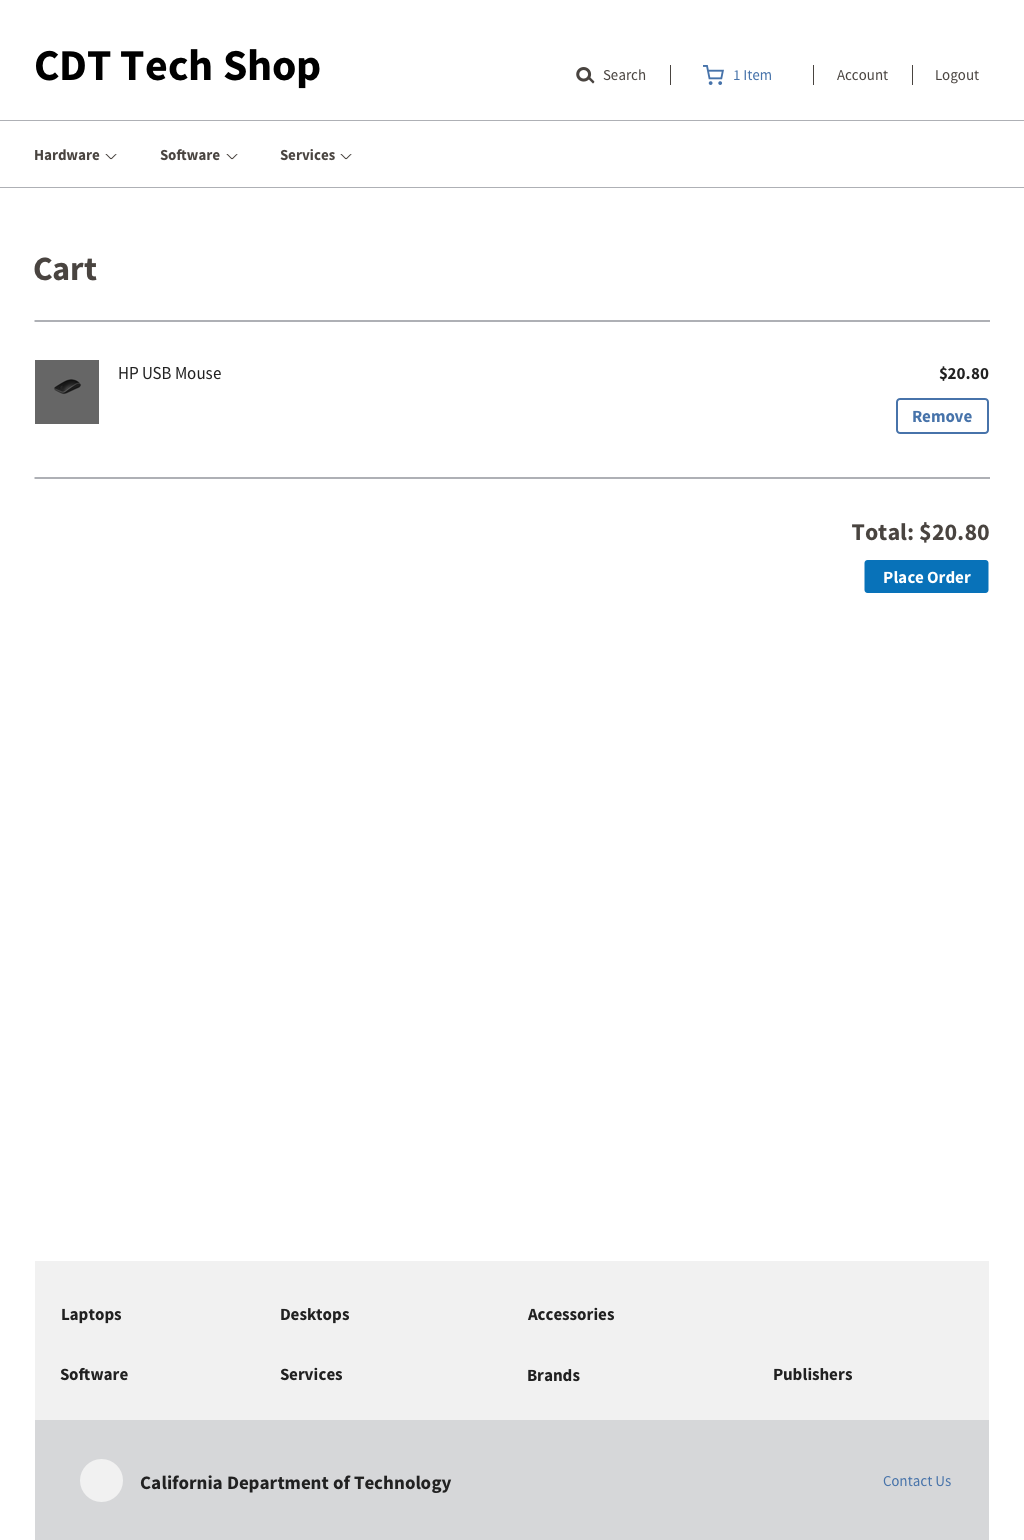 CDT Tech Shop
Search
1 Item
Account
Logout
Hardware
Software
Services
Cart
HP USB Mouse
$20.80
Remove
Total: $20.80
Place Order
Laptops
Desktops
Accessories
Software
Services
Brands
Publishers
California Department of Technology
Contact Us